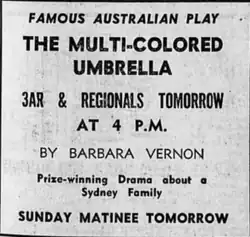 FAMOUS AUSTRALIAN PLAY
THE MULTI-COLORED
UMBRELLA
3AR & REGIONALS TOMORROW
AT 4 P.M.
BY BARBARA VERNON
Prize-winning Drama about a
Sydney Family
SUNDAY MATINEE TOMORROW